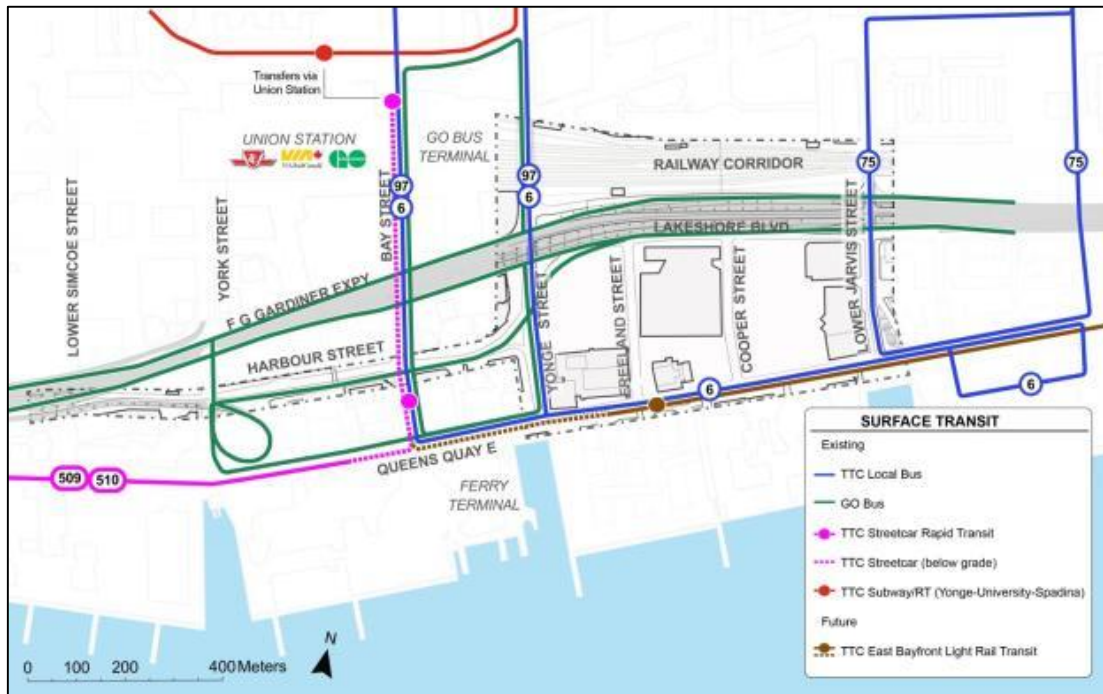 Transfers via
Union Station
UNION STATION
VIA
GO
GO BUS
TERMINAL
RAILWAY CORRIDOR
97
6
97
6
75
75
LOWER SIMCOE STREET
YORK STREET
BAY STREET
F G GARDINER EXPY
LAKESHORE BLVD
HARBOUR STREET
YONGE STREET
FREELAND STREET
COOPER STREET
LOWER JARVIS STREET
6
6
509
510
QUEENS QUAY E
FERRY
TERMINAL
SURFACE TRANSIT
Existing
TTC Local Bus
GO Bus
TTC Streetcar Rapid Transit
TTC Streetcar (below grade)
TTC Subway/RT (Yonge-University-Spadina)
Future
TTC East Bayfront Light Rail Transit
N
0 100 200 400 Meters